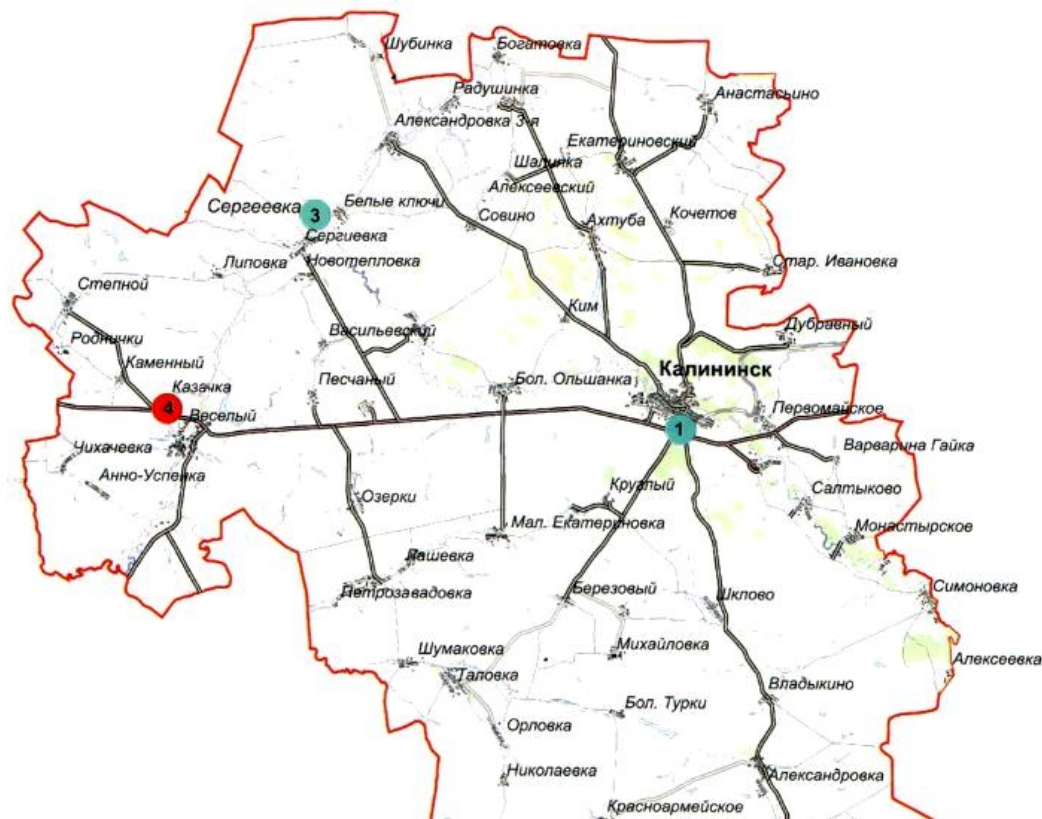 Шубинка
Богатовка
Радушинка
Анастасьино
Александровка 3-я
Екатериновский
Шалинка
Алексеевский
Белые ключи
Сергеевка
3
Совино
Ахтуба
Кочетов
Сергиевка
Липовка
Новотепловка
Стар. Ивановка
Степной
Ким
Васильевский
Дубравный
Роднички
Каменный
Калининск
Казачка
Песчаный
Бол. Ольшанка
4
Веселый
Первомайское
1
Чихачевка
Варварина Гайка
Анно-Успенка
Круглый
Салтыково
Озерки
Мал. Екатериновка
Монастырское
Лашевка
Петрозавадовка
Березовый
Шклово
Симоновка
Шумаковка
Михайловка
Алексеевка
Таловка
Владыкино
Бол. Турки
Орловка
Николаевка
Александровка
Красноармейское